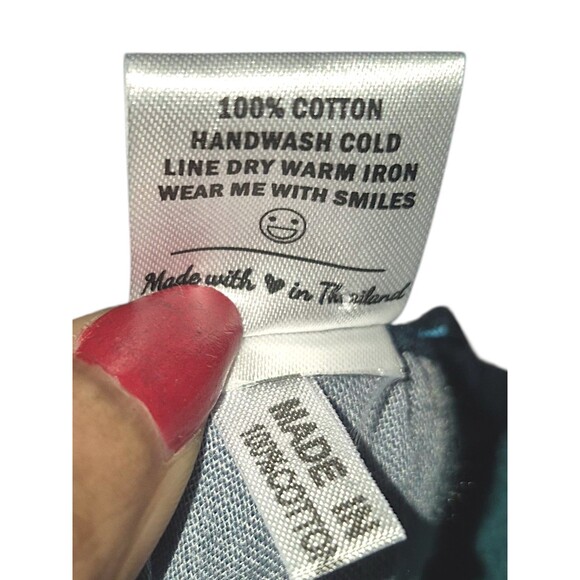 100% COTTON
HANDWASH COLD
LINE DRY WARM IRON
WEAR ME WITH SMILES
Made with in Thailand
MADE IN
100%COTTON